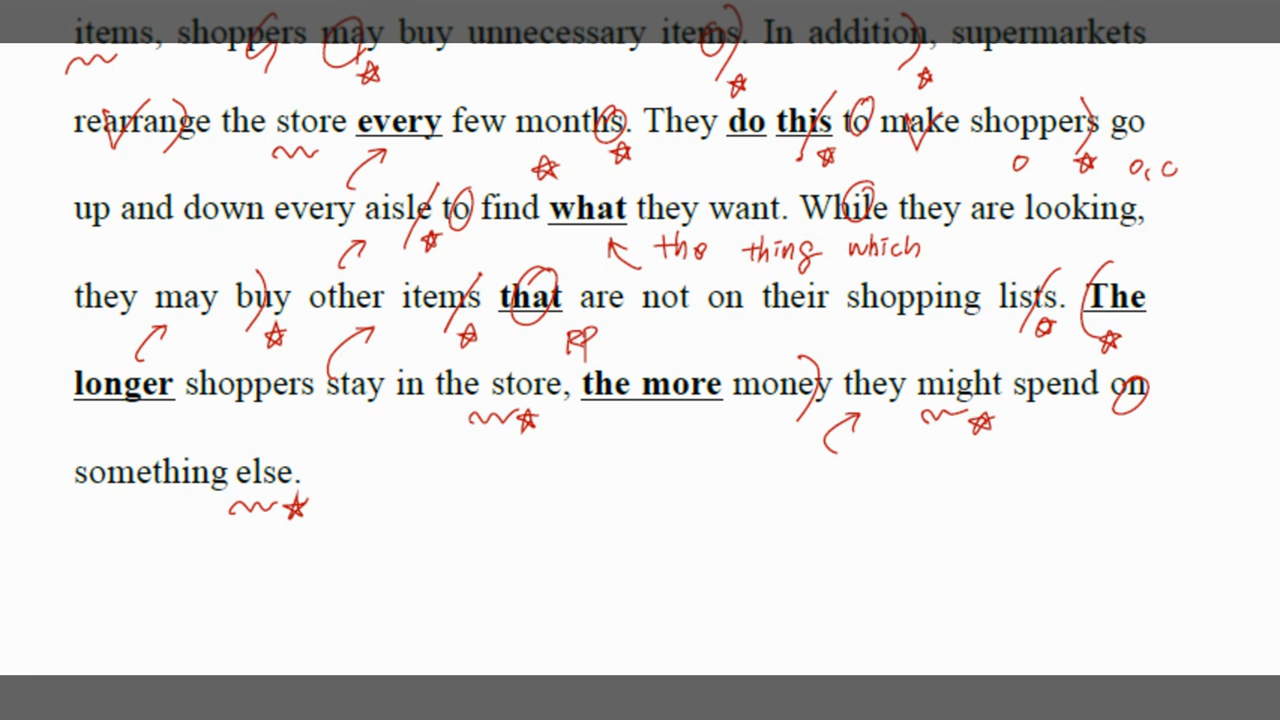 items, shoppers may buy unnecessary items. In addition, supermarkets
rearrange the store every few months. They do this to make shoppers go
o o,c
up and down every aisle to find what they want. While they are looking,
the thing which
they may buy other items that are not on their shopping lists. The
RP
longer shoppers stay in the store, the more money they might spend on
something else.